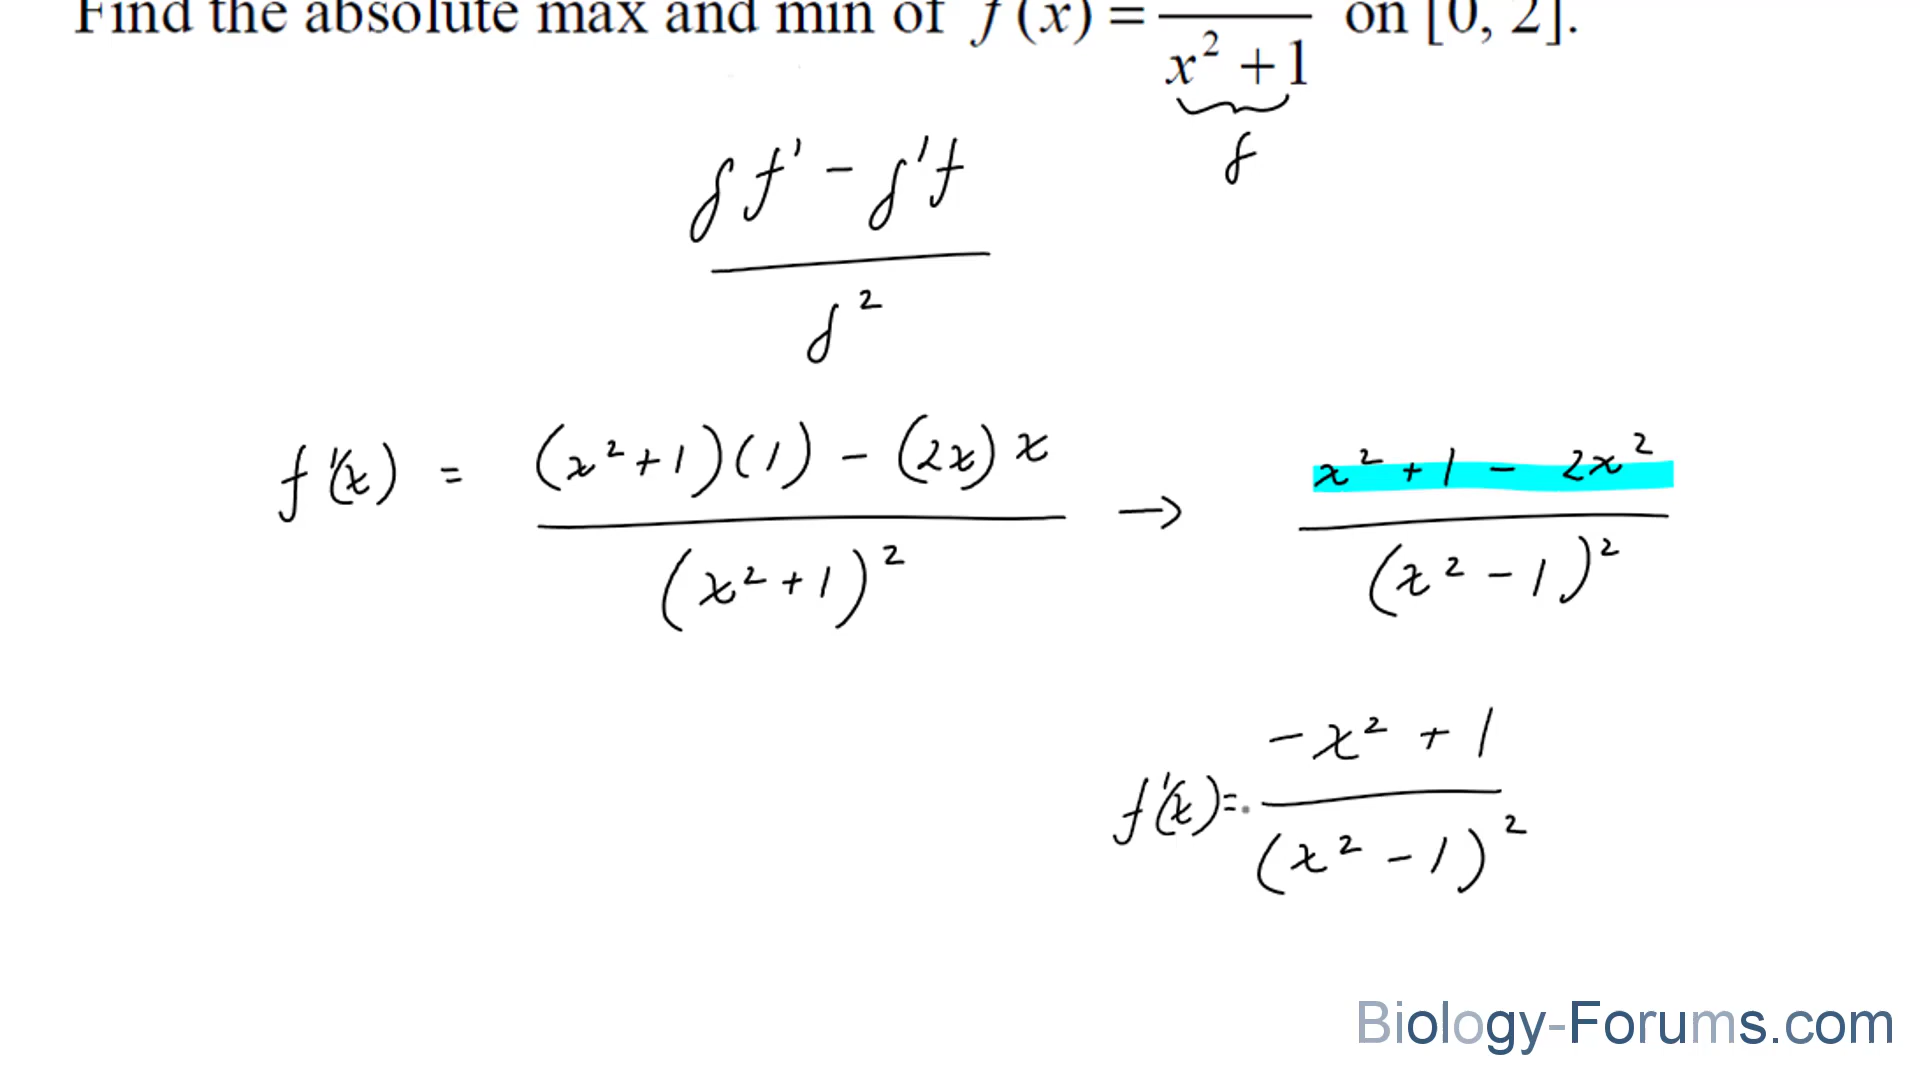 Find the absolute max and min of f(x) = ───── on [0, 2].
x² + 1
g
g f' − g' f
─────
g²
f'(x) = (x²+1)(1) − (2x) x / (x²+1)² → x² + 1 − 2x² / (x² − 1)²
f'(x) = −x² + 1 / (x² − 1)²
Biology-Forums.com